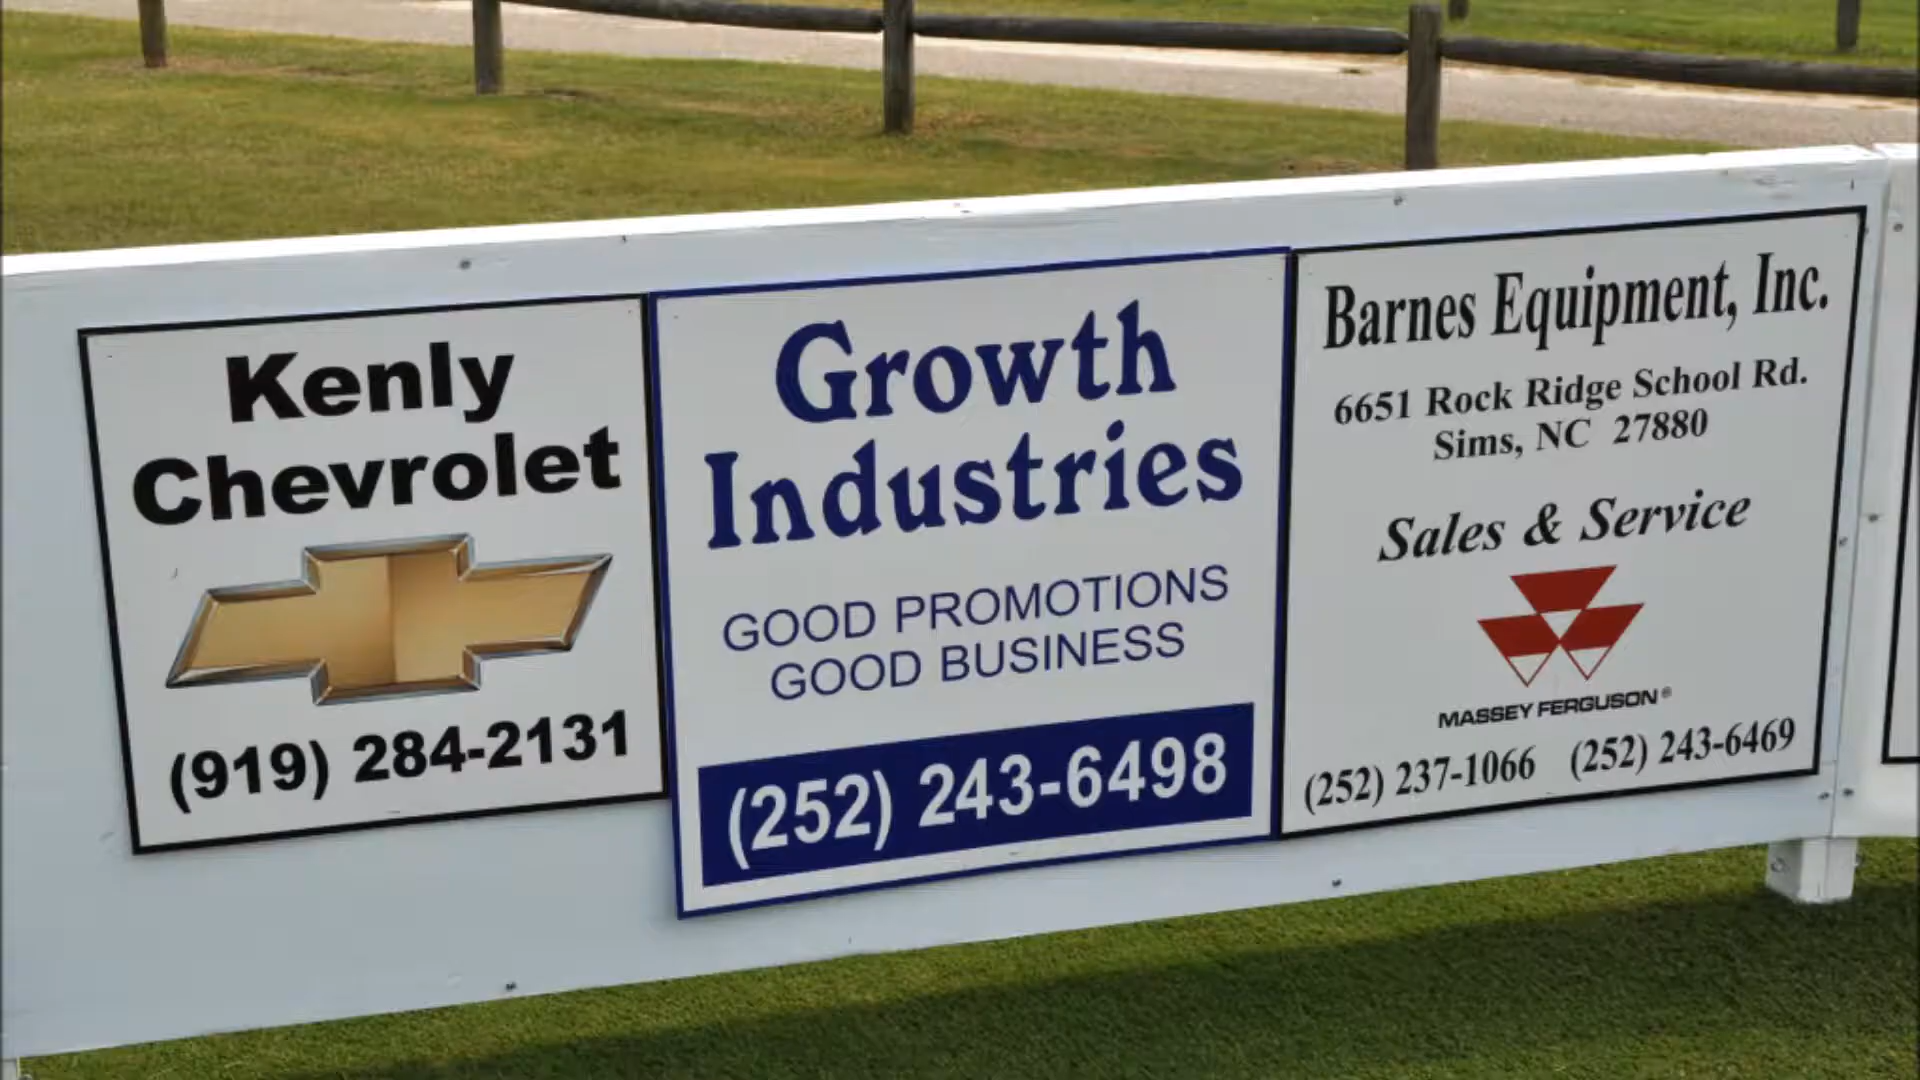 Kenly
Chevrolet
(919) 284-2131
Growth
Industries
GOOD PROMOTIONS
GOOD BUSINESS
(252) 243-6498
Barnes Equipment, Inc.
6651 Rock Ridge School Rd.
Sims, NC 27880
Sales & Service
MASSEY FERGUSON®
(252) 237-1066 (252) 243-6469